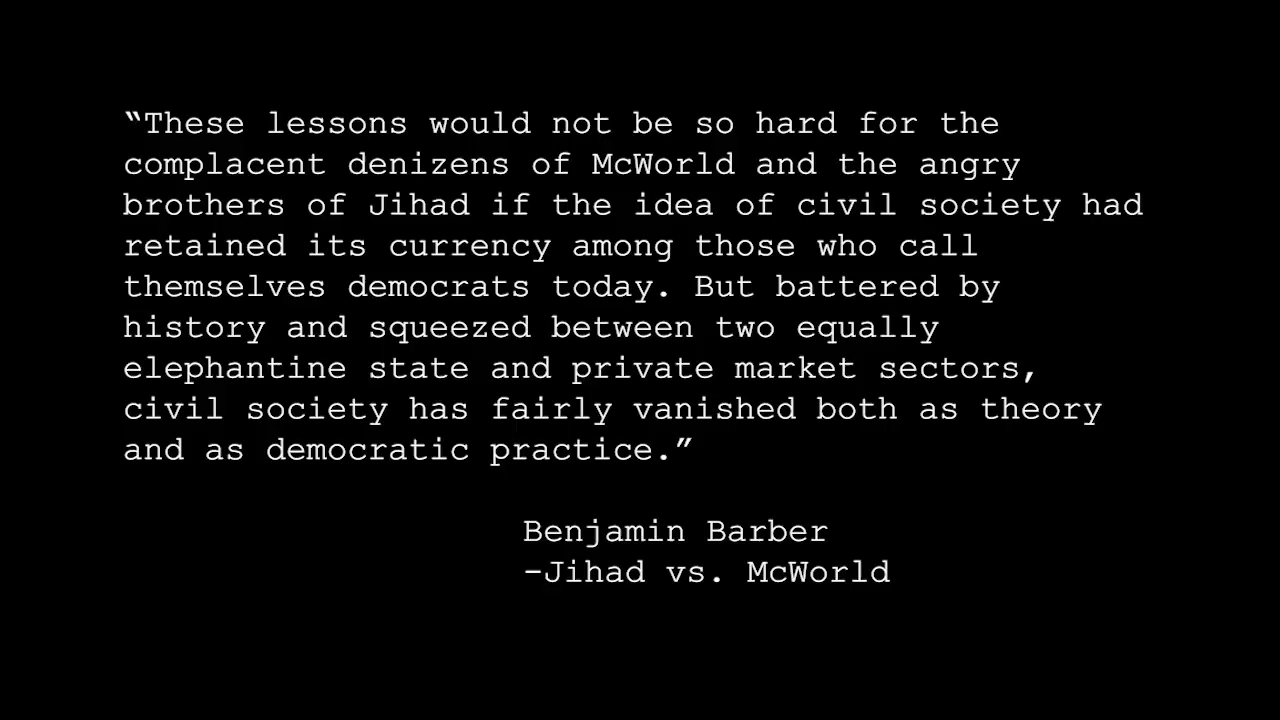 “These lessons would not be so hard for the
complacent denizens of McWorld and the angry
brothers of Jihad if the idea of civil society had
retained its currency among those who call
themselves democrats today. But battered by
history and squeezed between two equally
elephantine state and private market sectors,
civil society has fairly vanished both as theory
and as democratic practice.”
Benjamin Barber
-Jihad vs. McWorld